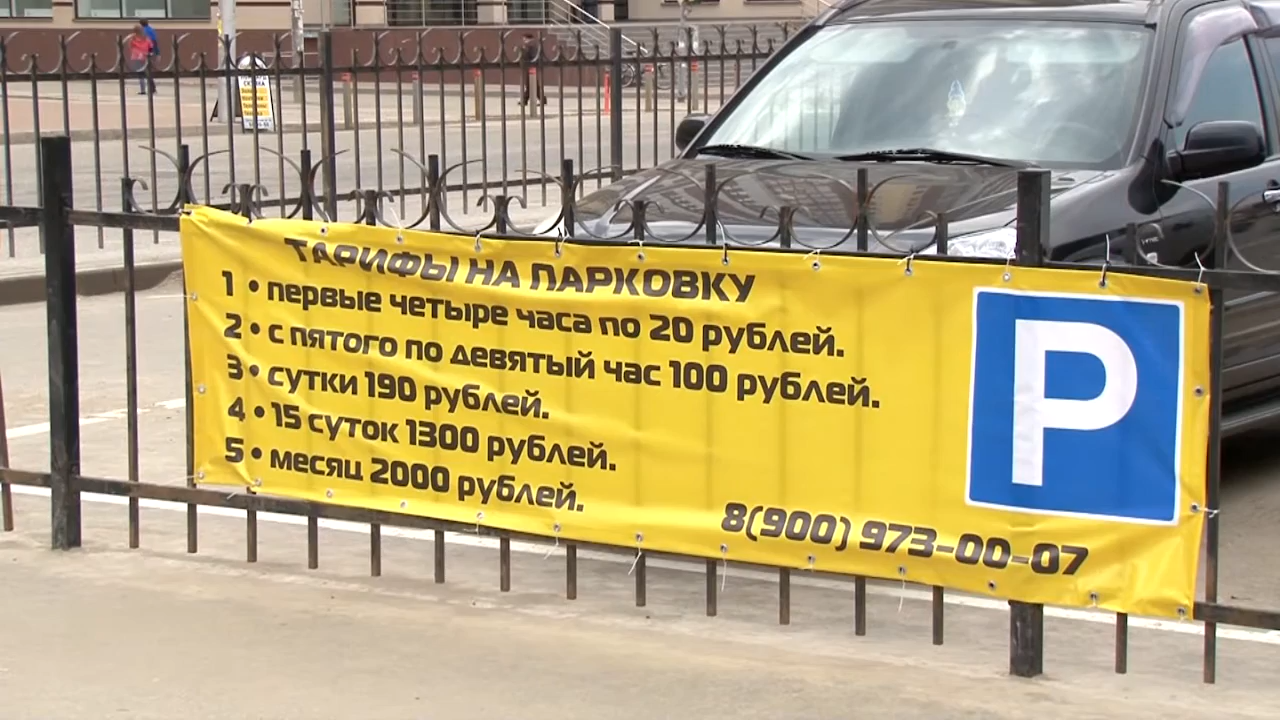 ТАРИФЫ НА ПАРКОВКУ
1 • первые четыре часа по 20 рублей.
2 • с пятого по девятый час 100 рублей.
3 • сутки 190 рублей.
4 • 15 суток 1300 рублей.
5 • месяц 2000 рублей.
8(900) 973-00-07
P